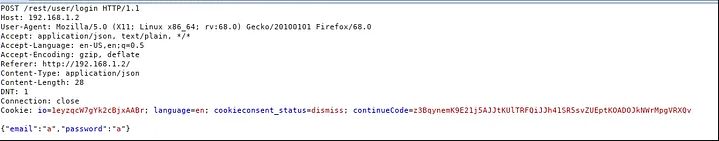 POST /rest/user/login HTTP/1.1
Host: 192.168.1.2
User-Agent: Mozilla/5.0 (X11; Linux x86_64; rv:68.0) Gecko/20100101 Firefox/68.0
Accept: application/json, text/plain, */*
Accept-Language: en-US,en;q=0.5
Accept-Encoding: gzip, deflate
Referer: http://192.168.1.2/
Content-Type: application/json
Content-Length: 28
DNT: 1
Connection: close
Cookie: io=1eyzqcW7gYk2cBjxAABr; language=en; cookieconsent_status=dismiss; continueCode=z3BqynemK9E21j5AJJtKUlTRFQiJJh41SR5svZUEptKOADOJkNWrMpgVRXQv
{"email":"a","password":"a"}